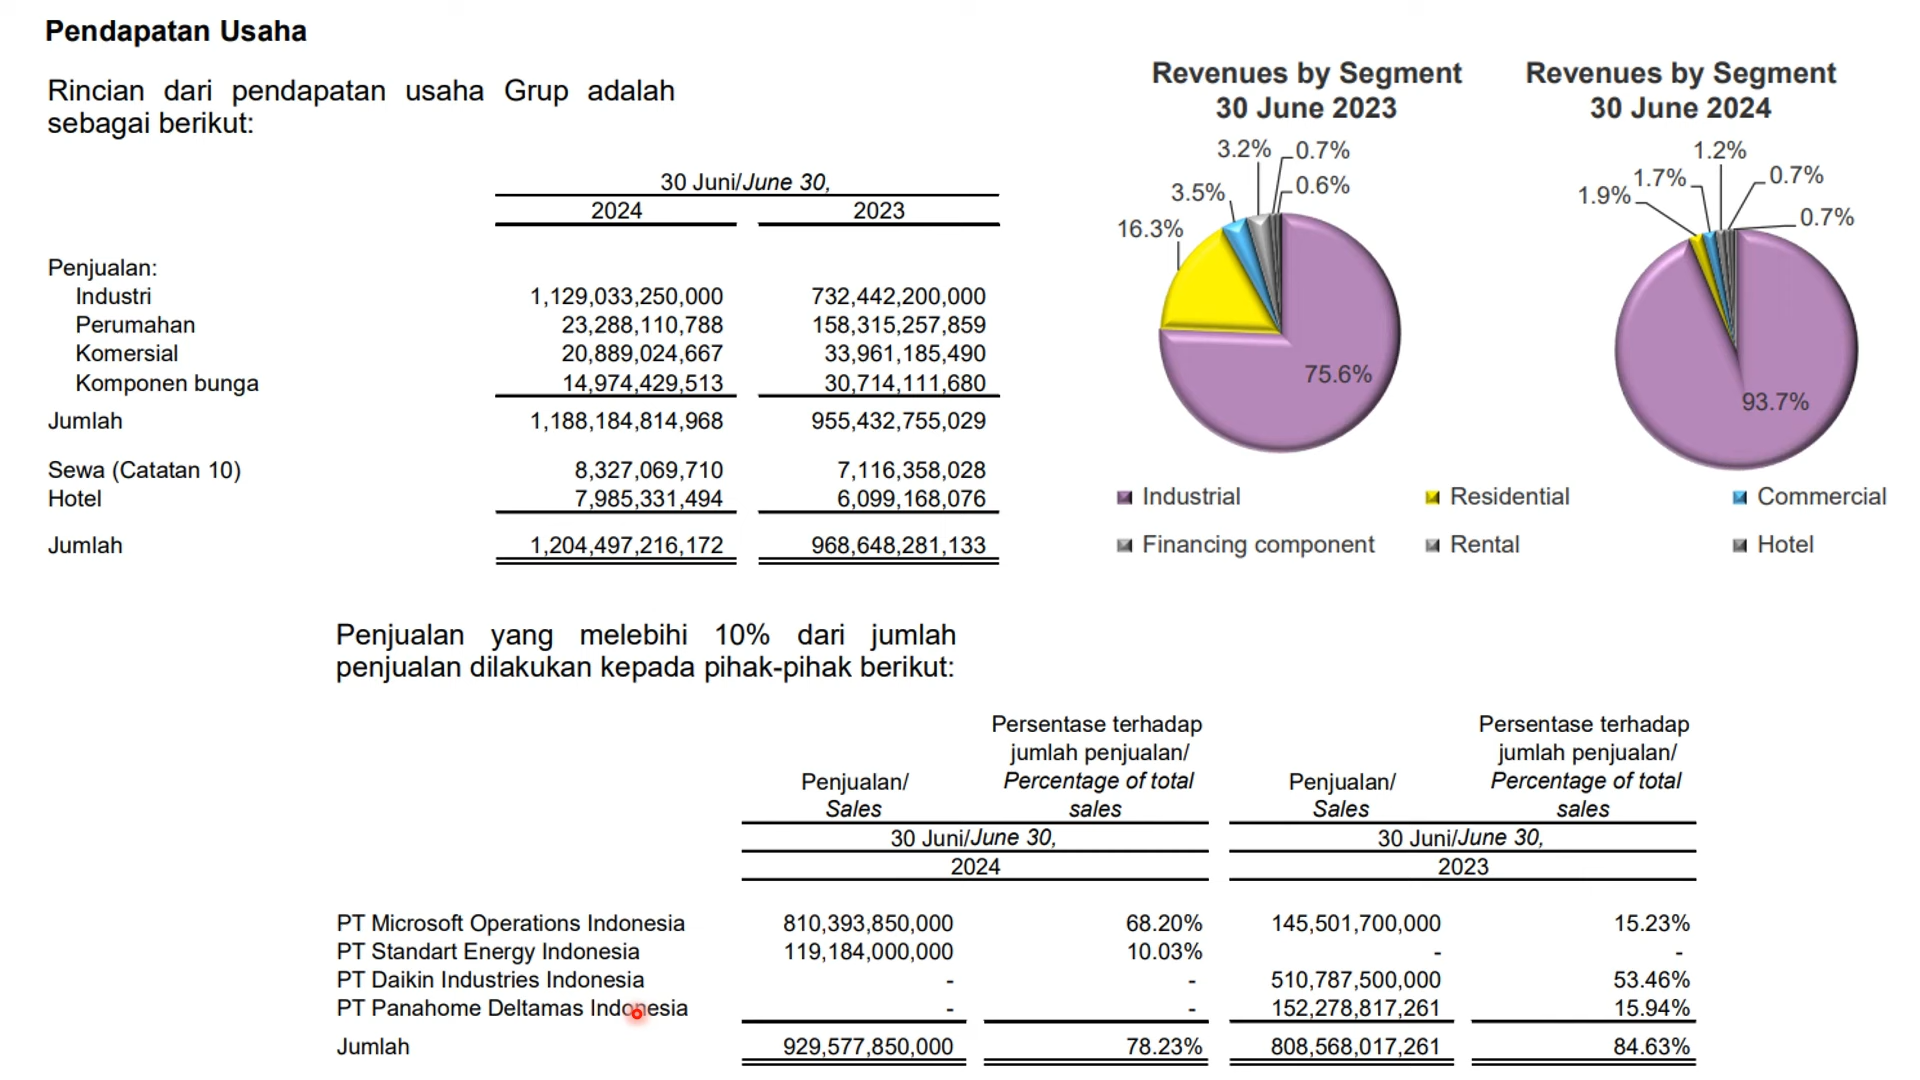 Pendapatan Usaha
Rincian dari pendapatan usaha Grup adalah
sebagai berikut:
30 Juni/June 30,
2024 2023
Penjualan:
Industri 1,129,033,250,000 732,442,200,000
Perumahan 23,288,110,788 158,315,257,859
Komersial 20,889,024,667 33,961,185,490
Komponen bunga 14,974,429,513 30,714,111,680
Jumlah 1,188,184,814,968 955,432,755,029
Sewa (Catatan 10) 8,327,069,710 7,116,358,028
Hotel 7,985,331,494 6,099,168,076
Jumlah 1,204,497,216,172 968,648,281,133
Revenues by Segment
30 June 2023
3.2% 0.7%
3.5% 0.6%
16.3%
75.6%
Revenues by Segment
30 June 2024
1.2%
1.9% 1.7% 0.7%
0.7%
93.7%
Industrial Residential Commercial
Financing component Rental Hotel
Penjualan yang melebihi 10% dari jumlah
penjualan dilakukan kepada pihak-pihak berikut:
Persentase terhadap Persentase terhadap
jumlah penjualan/ jumlah penjualan/
Penjualan/ Percentage of total Penjualan/ Percentage of total
Sales sales Sales sales
30 Juni/June 30, 30 Juni/June 30,
2024 2023
PT Microsoft Operations Indonesia 810,393,850,000 68.20% 145,501,700,000 15.23%
PT Standart Energy Indonesia 119,184,000,000 10.03% - -
PT Daikin Industries Indonesia - - 510,787,500,000 53.46%
PT Panahome Deltamas Indonesia - - 152,278,817,261 15.94%
Jumlah 929,577,850,000 78.23% 808,568,017,261 84.63%